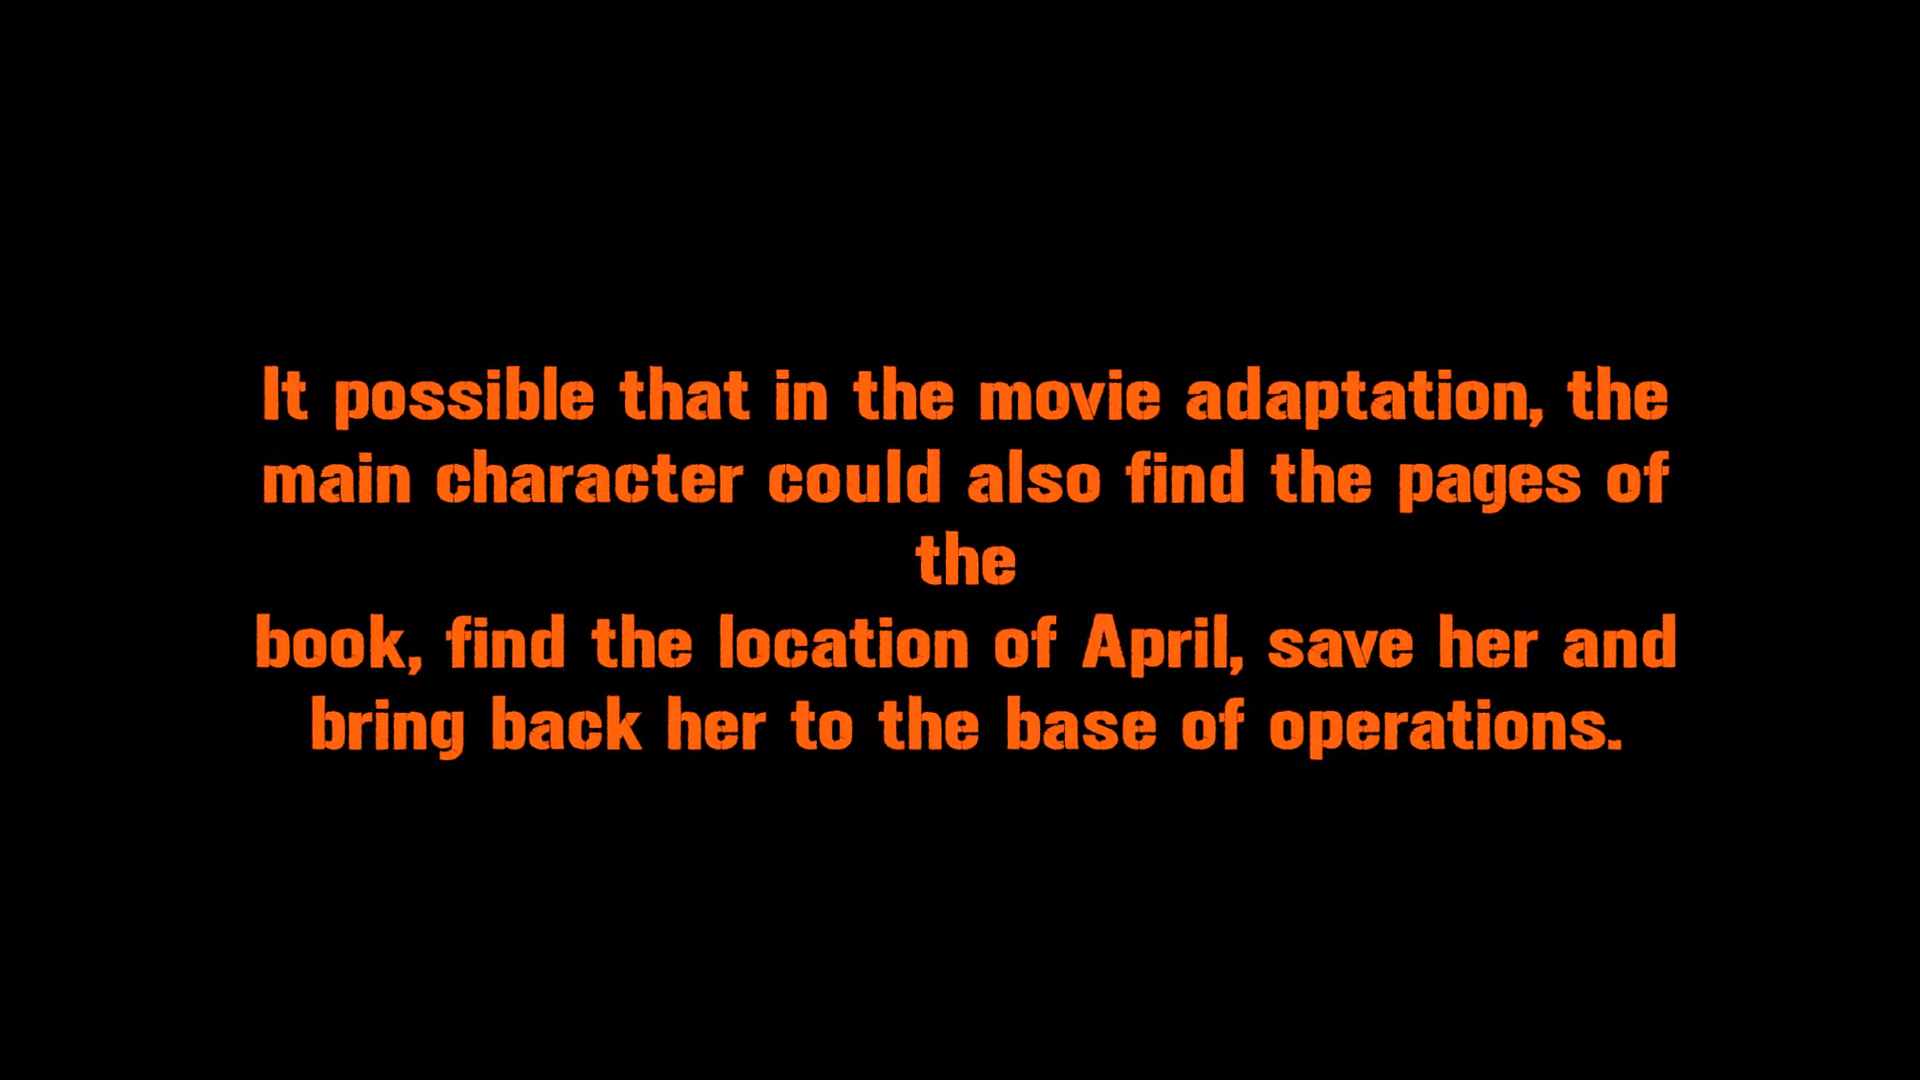 It possible that in the movie adaptation, the
main character could also find the pages of
the
book, find the location of April, save her and
bring back her to the base of operations.